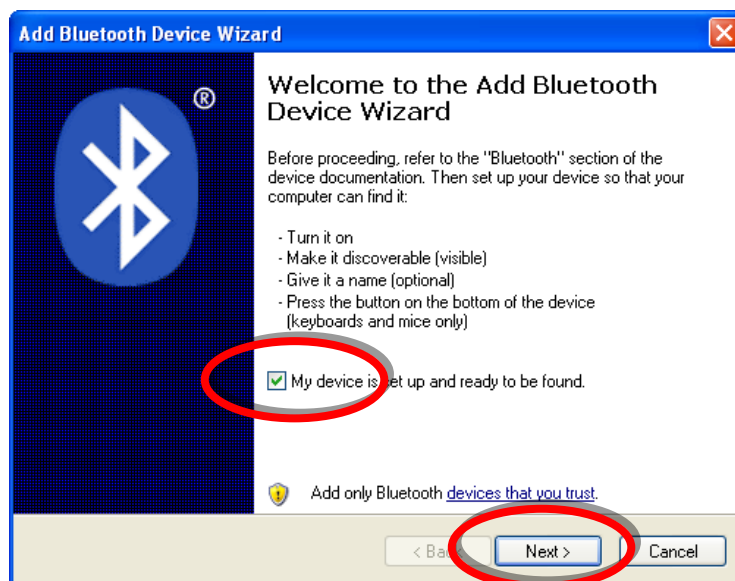 Add Bluetooth Device Wizard
®
Welcome to the Add Bluetooth
Device Wizard
Before proceeding, refer to the "Bluetooth" section of the
device documentation. Then set up your device so that your
computer can find it:
- Turn it on
- Make it discoverable (visible)
- Give it a name (optional)
- Press the button on the bottom of the device
(keyboards and mice only)
My device is set up and ready to be found.
Add only Bluetooth devices that you trust.
< Back Next > Cancel